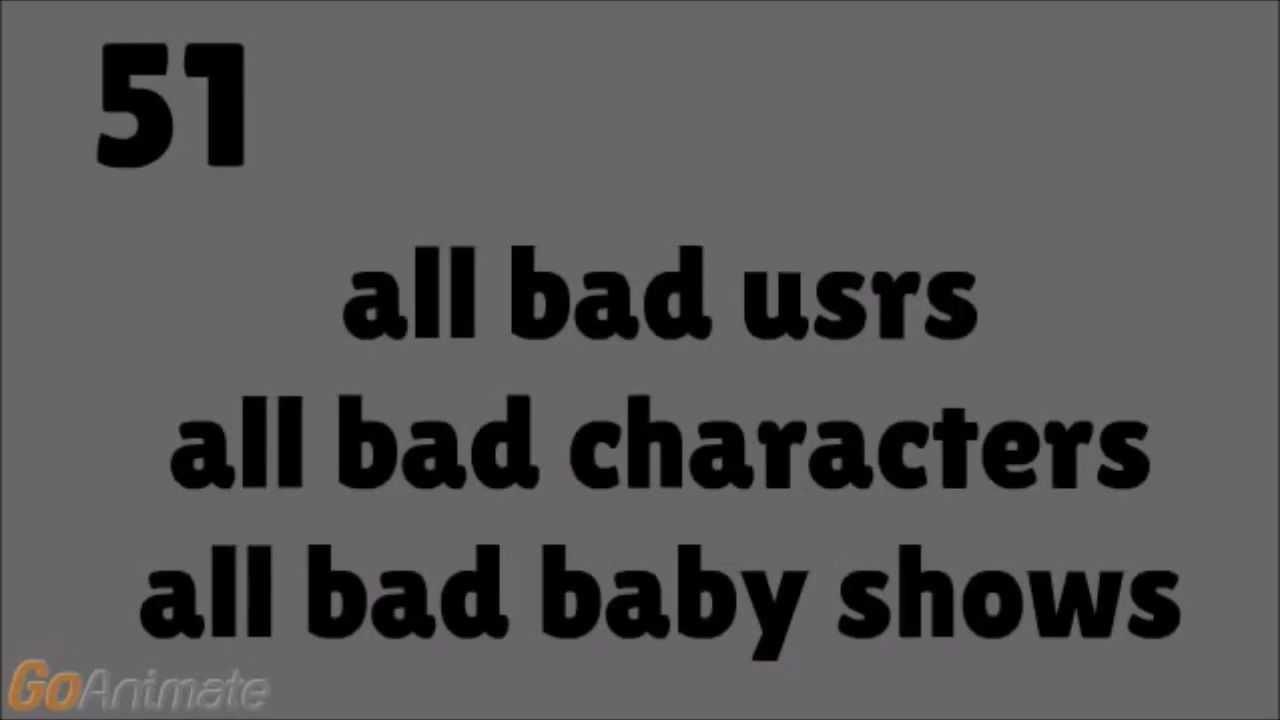 51
all bad usrs
all bad characters
all bad baby shows
GoAnimate